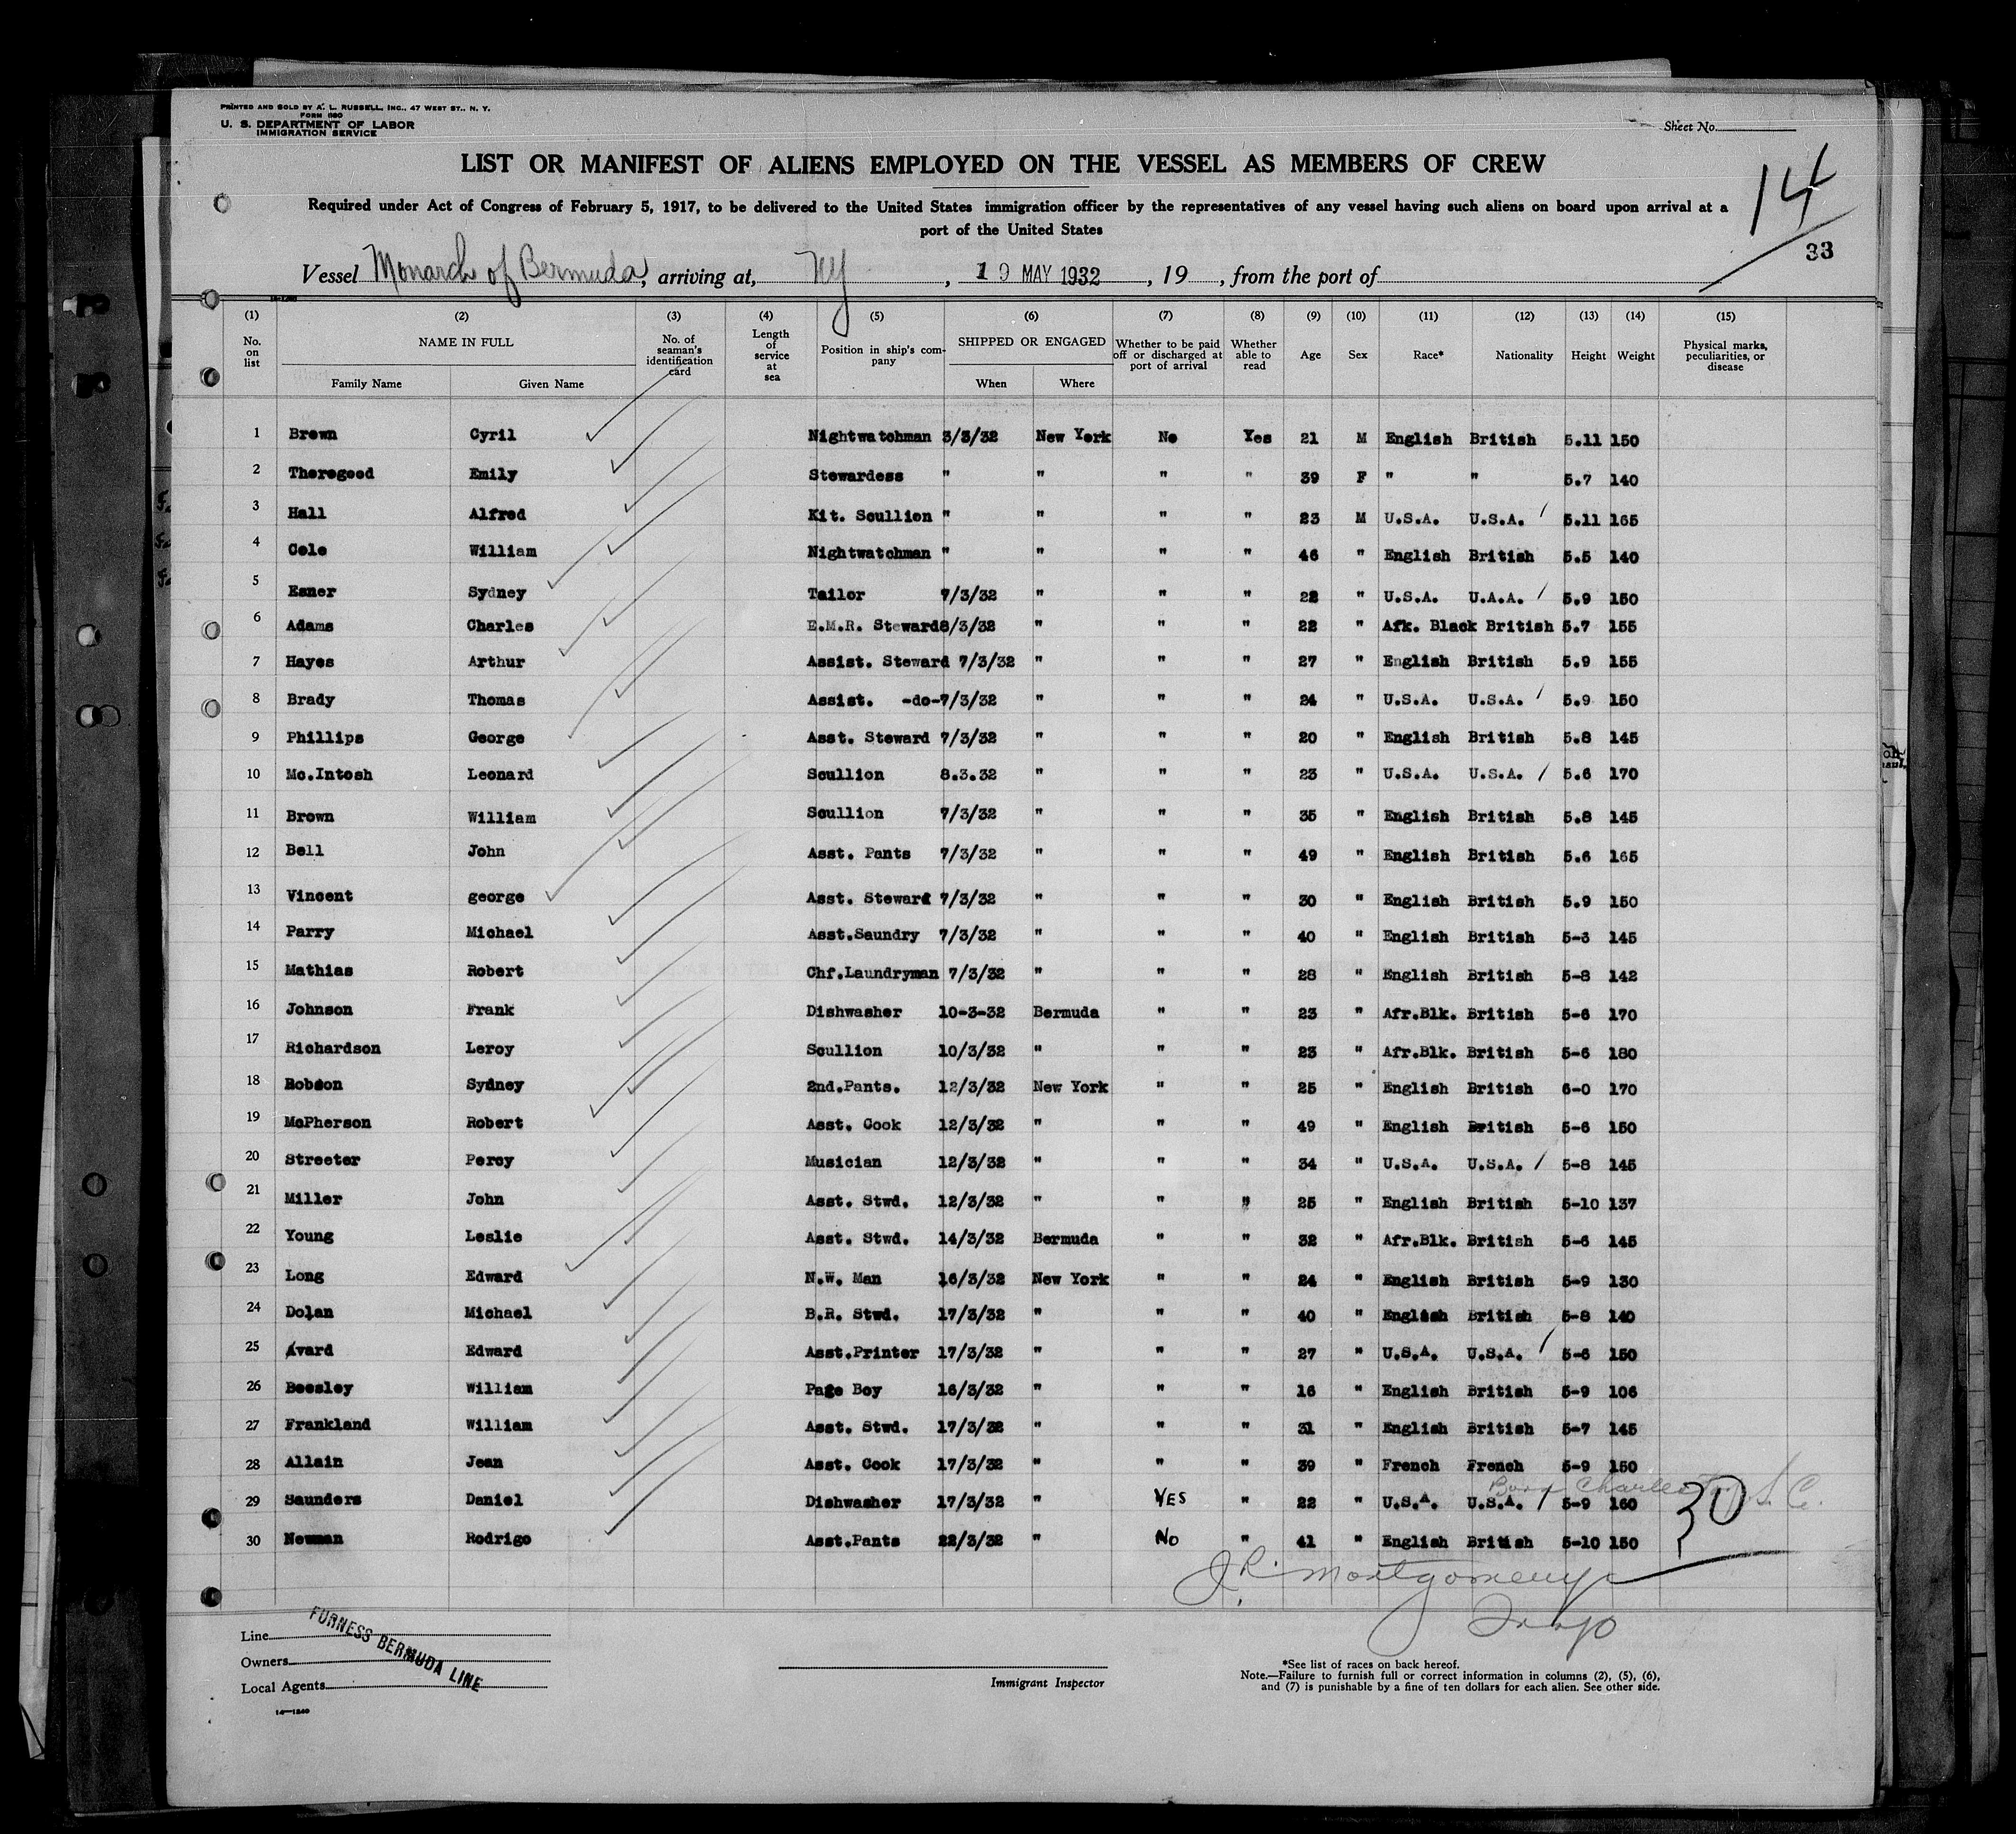 PRINTED AND SOLD BY A. L. RUSSELL, INC., 47 WEST ST., N. Y.
FORM 680
U. S. DEPARTMENT OF LABOR
IMMIGRATION SERVICE
Sheet No.
LIST OR MANIFEST OF ALIENS EMPLOYED ON THE VESSEL AS MEMBERS OF CREW
14
Required under Act of Congress of February 5, 1917, to be delivered to the United States immigration officer by the representatives of any vessel having such aliens on board upon arrival at a
port of the United States
33
Vessel Monarch of Bermuda, arriving at, NY, 10 MAY 1932, 19 , from the port of
(1) (2) (3) (4) (5) (6) (7) (8) (9) (10) (11) (12) (13) (14) (15)
No. on list NAME IN FULL Family Name Given Name No. of seaman's identification card Length of service at sea Position in ship's company SHIPPED OR ENGAGED When Where Whether to be paid off or discharged at port of arrival Whether able to read Age Sex Race* Nationality Height Weight Physical marks, peculiarities, or disease
1 Brown Cyril Nightwatchman 3/3/32 New York No Yes 21 M English British 5.11 150
2 Thoregood Emily Stewardess " " " " 39 F " " 5.7 140
3 Hall Alfred Kit. Scullion " " " " 23 M U.S.A. U.S.A. 5.11 165
4 Cole William Nightwatchman " " " " 46 " English British 5.5 140
5 Esner Sydney Tailor 7/3/32 " " " 22 " U.S.A. U.A.A. 5.9 150
6 Adams Charles E.M.R. Steward 8/3/32 " " " 22 " Afk. Black British 5.7 155
7 Hayes Arthur Assist. Steward 7/3/32 " " " 27 " English British 5.9 155
8 Brady Thomas Assist. -do- 7/3/32 " " " 24 " U.S.A. U.S.A. 5.9 150
9 Phillips George Asst. Steward 7/3/32 " " " 20 " English British 5.8 145
10 Mc.Intosh Leonard Scullion 8.3.32 " " " 23 " U.S.A. U.S.A. 5.6 170
11 Brown William Scullion 7/3/32 " " " 35 " English British 5.8 145
12 Bell John Asst. Pants 7/3/32 " " " 49 " English British 5.6 165
13 Vincent george Asst. Steward 7/3/32 " " " 30 " English British 5.9 150
14 Parry Michael Asst.Saundry 7/3/32 " " " 40 " English British 5-3 145
15 Mathias Robert Chf.Laundryman 7/3/32 " " " 28 " English British 5-8 142
16 Johnson Frank Dishwasher 10-3-32 Bermuda " " 23 " Afr.Blk. British 5-6 170
17 Richardson Leroy Scullion 10/3/32 " " " 23 " Afr.Blk. British 5-6 180
18 Robson Sydney 2nd.Pants. 12/3/32 New York " " 25 " English British 6-0 170
19 McPherson Robert Asst. Cook 12/3/32 " " " 49 " English British 5-6 150
20 Streeter Percy Musician 12/3/32 " " " 34 " U.S.A. U.S.A. 5-8 145
21 Miller John Asst. Stwd. 12/3/32 " " " 25 " English British 5-10 137
22 Young Leslie Asst. Stwd. 14/3/32 Bermuda " " 32 " Afr.Blk. British 5-6 145
23 Long Edward N.W. Man 16/3/32 New York " " 24 " English British 5-9 130
24 Dolan Michael B.R. Stwd. 17/3/32 " " " 40 " English British 5-8 140
25 Avard Edward Asst.Printer 17/3/32 " " " 27 " U.S.A. U.S.A. 5-6 150
26 Beesley William Page Boy 16/3/32 " " " 16 " English British 5-9 106
27 Frankland William Asst. Stwd. 17/3/32 " " " 31 " English British 5-7 145
28 Allain Jean Asst. Cook 17/3/32 " " " 39 " French French 5-9 150
Born Charleston S. C.
29 Saunders Daniel Dishwasher 17/3/32 " YES " 22 " U.S.A. U.S.A. 5-9 160
30
30 Newman Rodrigo Asst.Pants 22/3/32 " NO " 41 " English British 5-10 150
J. R. Montgomery
Line
FURNESS BERMUDA LINE
Owners
Local Agents
Immigrant Inspector
*See list of races on back hereof.
Note.—Failure to furnish full or correct information in columns (2), (5), (6),
and (7) is punishable by a fine of ten dollars for each alien. See other side.
14—1240